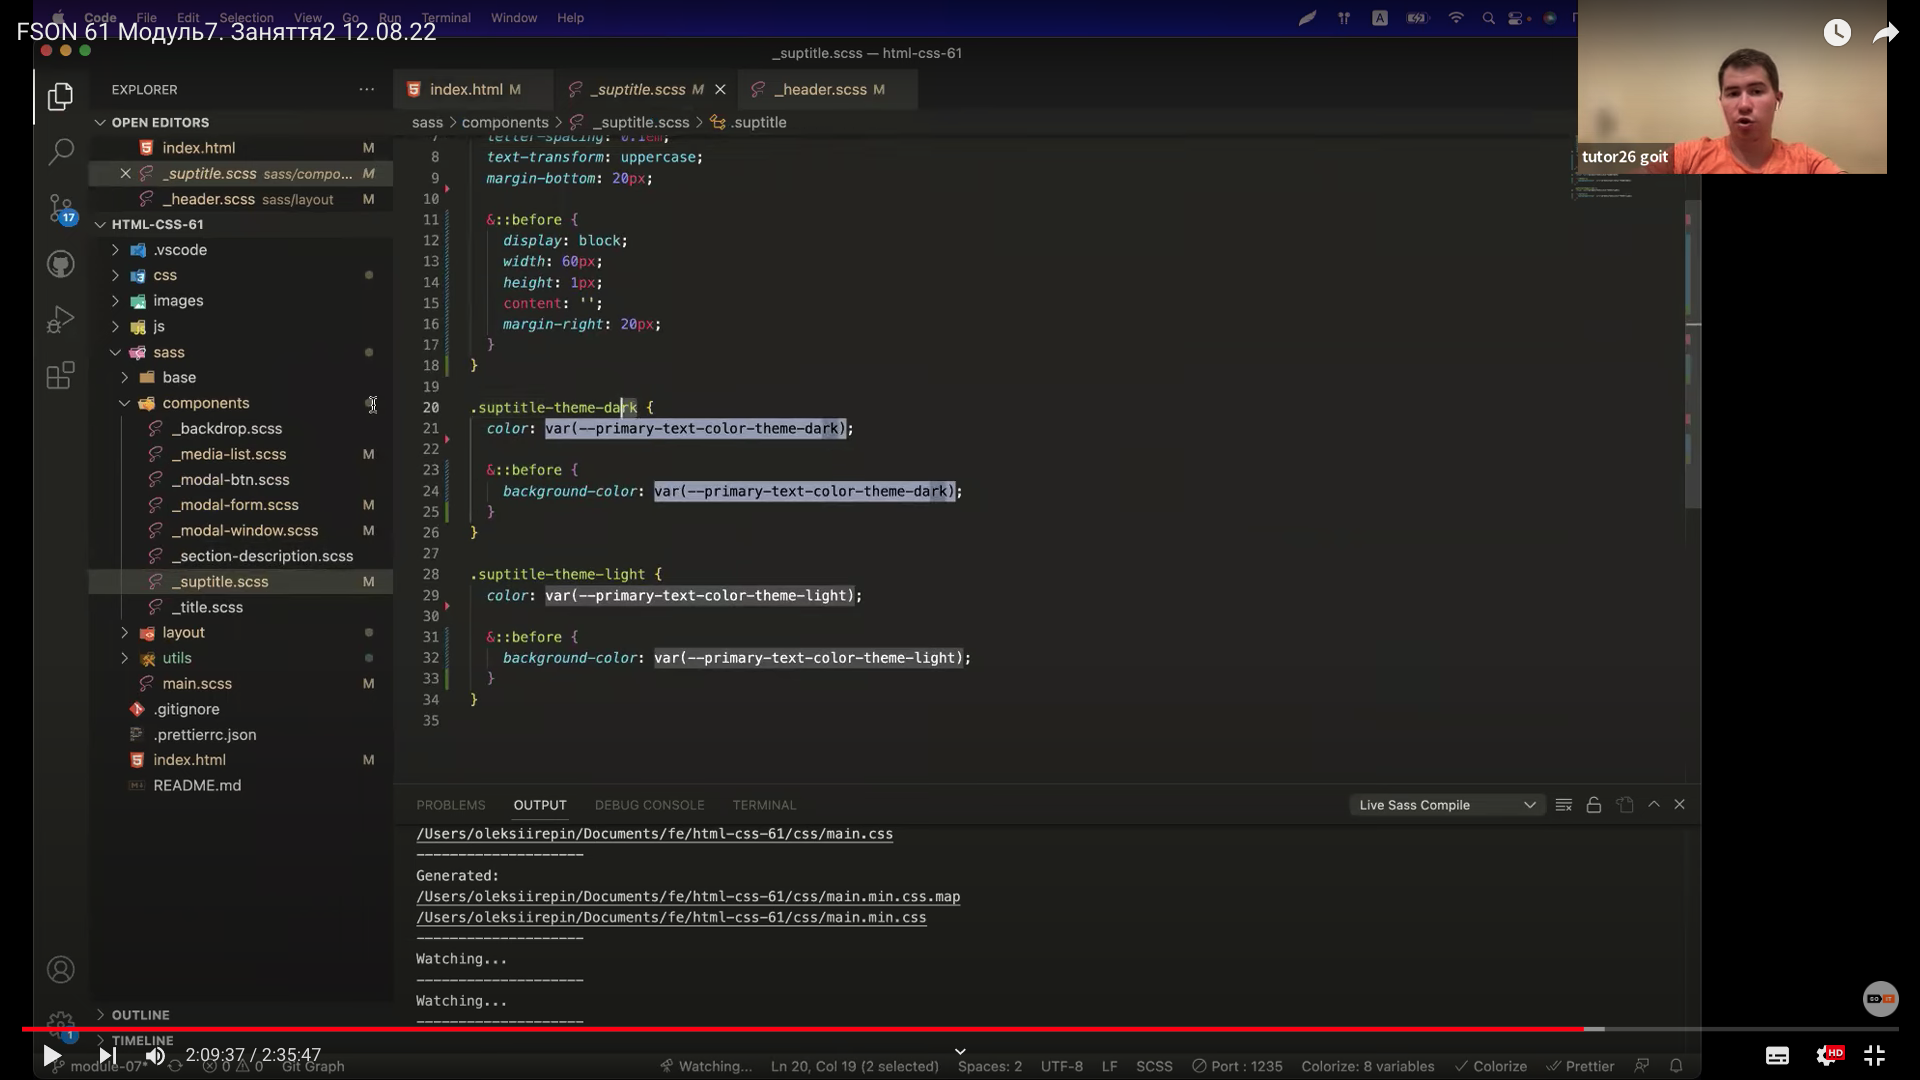 Code File Edit Selection View Go Run Terminal Window Help
FSON 61 Модуль7. Заняття2 12.08.22
_suptitle.scss — html-css-61
tutor26 goit
EXPLORER
index.html M
_suptitle.scss M
_header.scss M
OPEN EDITORS
sass > components > _suptitle.scss > .suptitle
index.html M
_suptitle.scss sass/compo... M
_header.scss sass/layout M
17
HTML-CSS-61
.vscode
css
images
js
sass
base
components
_backdrop.scss
_media-list.scss M
_modal-btn.scss
_modal-form.scss M
_modal-window.scss M
_section-description.scss
_suptitle.scss M
_title.scss
layout
utils
main.scss M
.gitignore
.prettierrc.json
index.html M
README.md
OUTLINE
TIMELINE
7 letter-spacing: 0.1em;
8 text-transform: uppercase;
9 margin-bottom: 20px;
10
11 &::before {
12 display: block;
13 width: 60px;
14 height: 1px;
15 content: '';
16 margin-right: 20px;
17 }
18 }
19
20 .suptitle-theme-dark {
21 color: var(--primary-text-color-theme-dark);
22
23 &::before {
24 background-color: var(--primary-text-color-theme-dark);
25 }
26 }
27
28 .suptitle-theme-light {
29 color: var(--primary-text-color-theme-light);
30
31 &::before {
32 background-color: var(--primary-text-color-theme-light);
33 }
34 }
35
PROBLEMS OUTPUT DEBUG CONSOLE TERMINAL
Live Sass Compile
/Users/oleksiirepin/Documents/fe/html-css-61/css/main.css
--------------------
Generated:
/Users/oleksiirepin/Documents/fe/html-css-61/css/main.min.css.map
/Users/oleksiirepin/Documents/fe/html-css-61/css/main.min.css
--------------------
Watching...
--------------------
Watching...
--------------------
1
2:09:37 / 2:35:47
HD
module-07* 0 0 Git Graph
Watching... Ln 20, Col 19 (2 selected) Spaces: 2 UTF-8 LF SCSS Port : 1235 Colorize: 8 variables Colorize Prettier